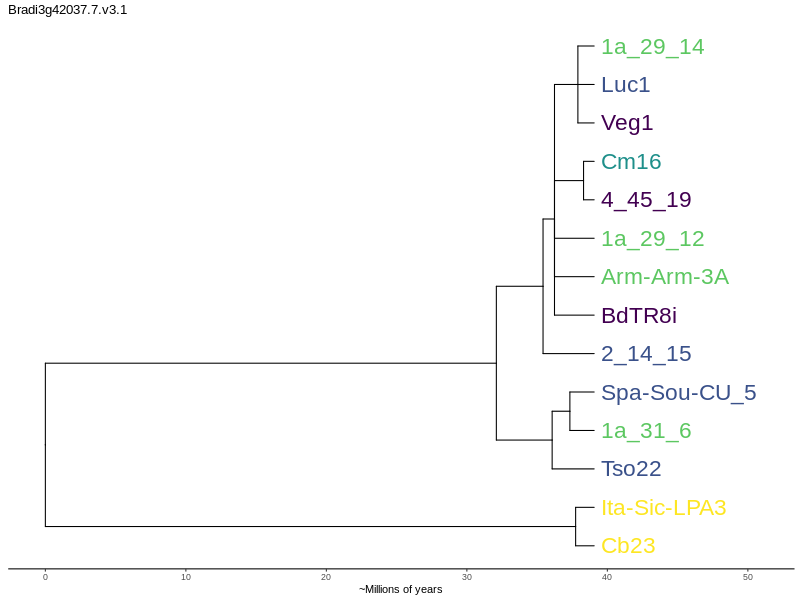 Bradi3g42037.7.v3.1
1a_29_14
Luc1
Veg1
Cm16
4_45_19
1a_29_12
Arm-Arm-3A
BdTR8i
2_14_15
Spa-Sou-CU_5
1a_31_6
Tso22
Ita-Sic-LPA3
Cb23
0 10 20 30 40 50
~Millions of years